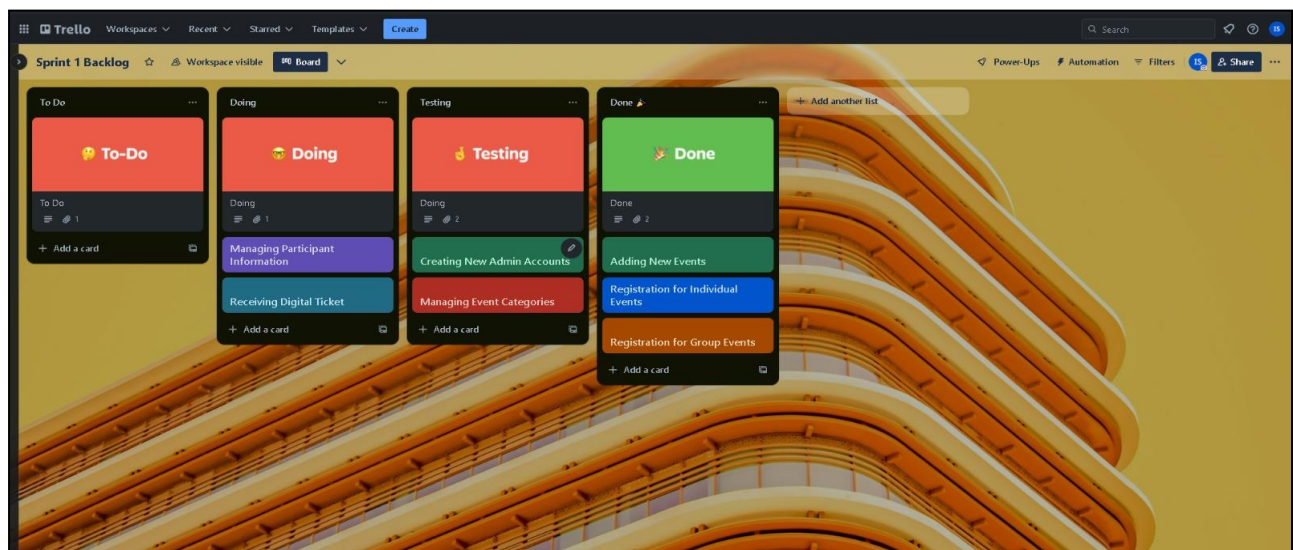 Trello Workspaces Recent Starred Templates Create Search IS
Sprint 1 Backlog Workspace visible Board Power-Ups Automation Filters IS Share
To Do
To-Do
To Do
1
+ Add a card
Doing
Doing
Doing
1
Managing Participant
Information
Receiving Digital Ticket
+ Add a card
Testing
Testing
Doing
2
Creating New Admin Accounts
Managing Event Categories
+ Add a card
Done 🎉
Done
Done
2
Adding New Events
Registration for Individual
Events
Registration for Group Events
+ Add a card
+ Add another list